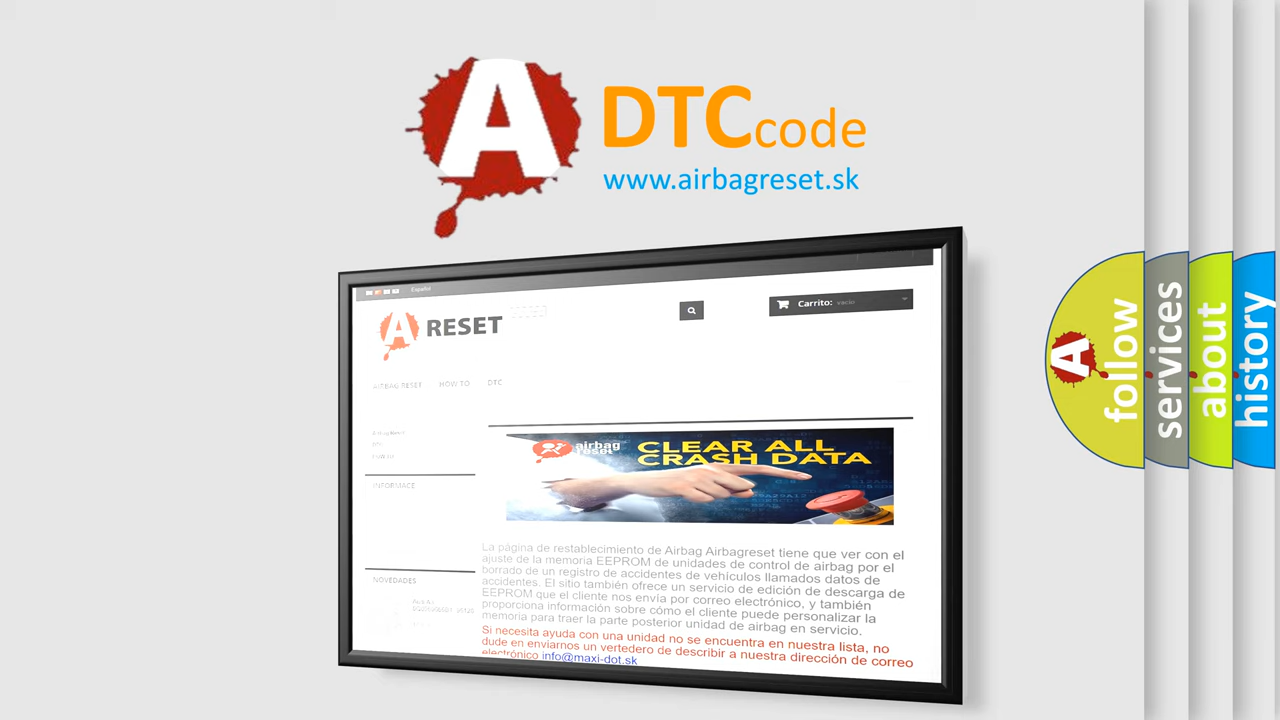 A DTCcode
www.airbagreset.sk
Español
A RESET
Carrito: vacío
AIRBAG RESET HOW TO DTC
INFORMACE
NOVEDADES
airbag
reset
CLEAR ALL
CRASH DATA
La página de restablecimiento de Airbag Airbagreset tiene que ver con el
ajuste de la memoria EEPROM de unidades de control de airbag por el
borrado de un registro de accidentes de vehículos llamados datos de
accidentes. El sitio también ofrece un servicio de edición de descarga de
EEPROM que el cliente nos envía por correo electrónico, y también
proporciona información sobre cómo el cliente puede personalizar la
memoria para traer la parte posterior unidad de airbag en servicio.
Si necesita ayuda con una unidad no se encuentra en nuestra lista, no
dude en enviarnos un vertedero de describir a nuestra dirección de correo
electrónico info@maxi-dot.sk
A follow
services
about
history